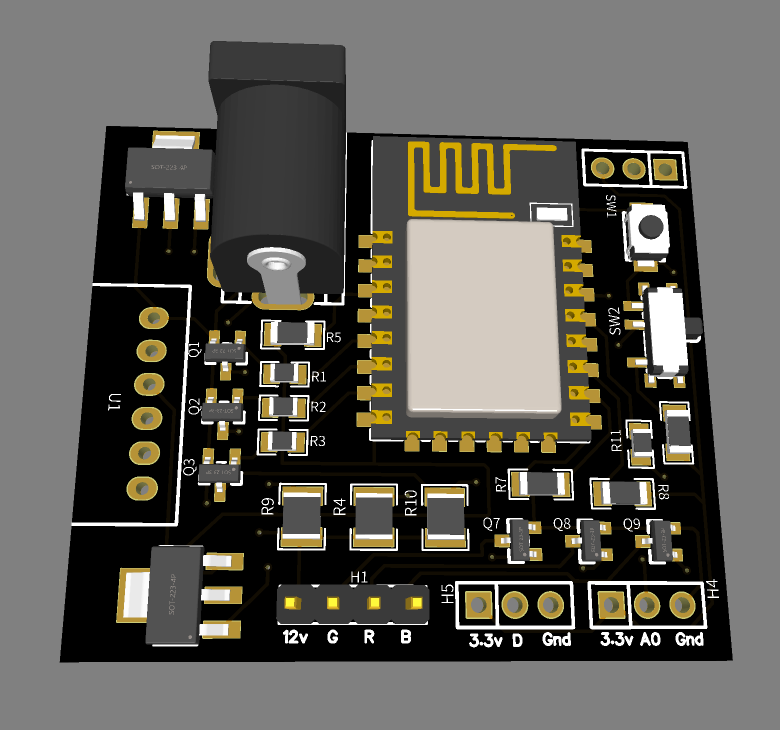 SOT-223-4P
SW1
SW2
R5
Q1
R1
U1
Q2
R2
R3
Q3
R11
R9
R4
R10
R7
R8
Q7
Q8
Q9
SOT-223-4P
H1
H5
H4
12v G R B
3.3v D Gnd
3.3v A0 Gnd